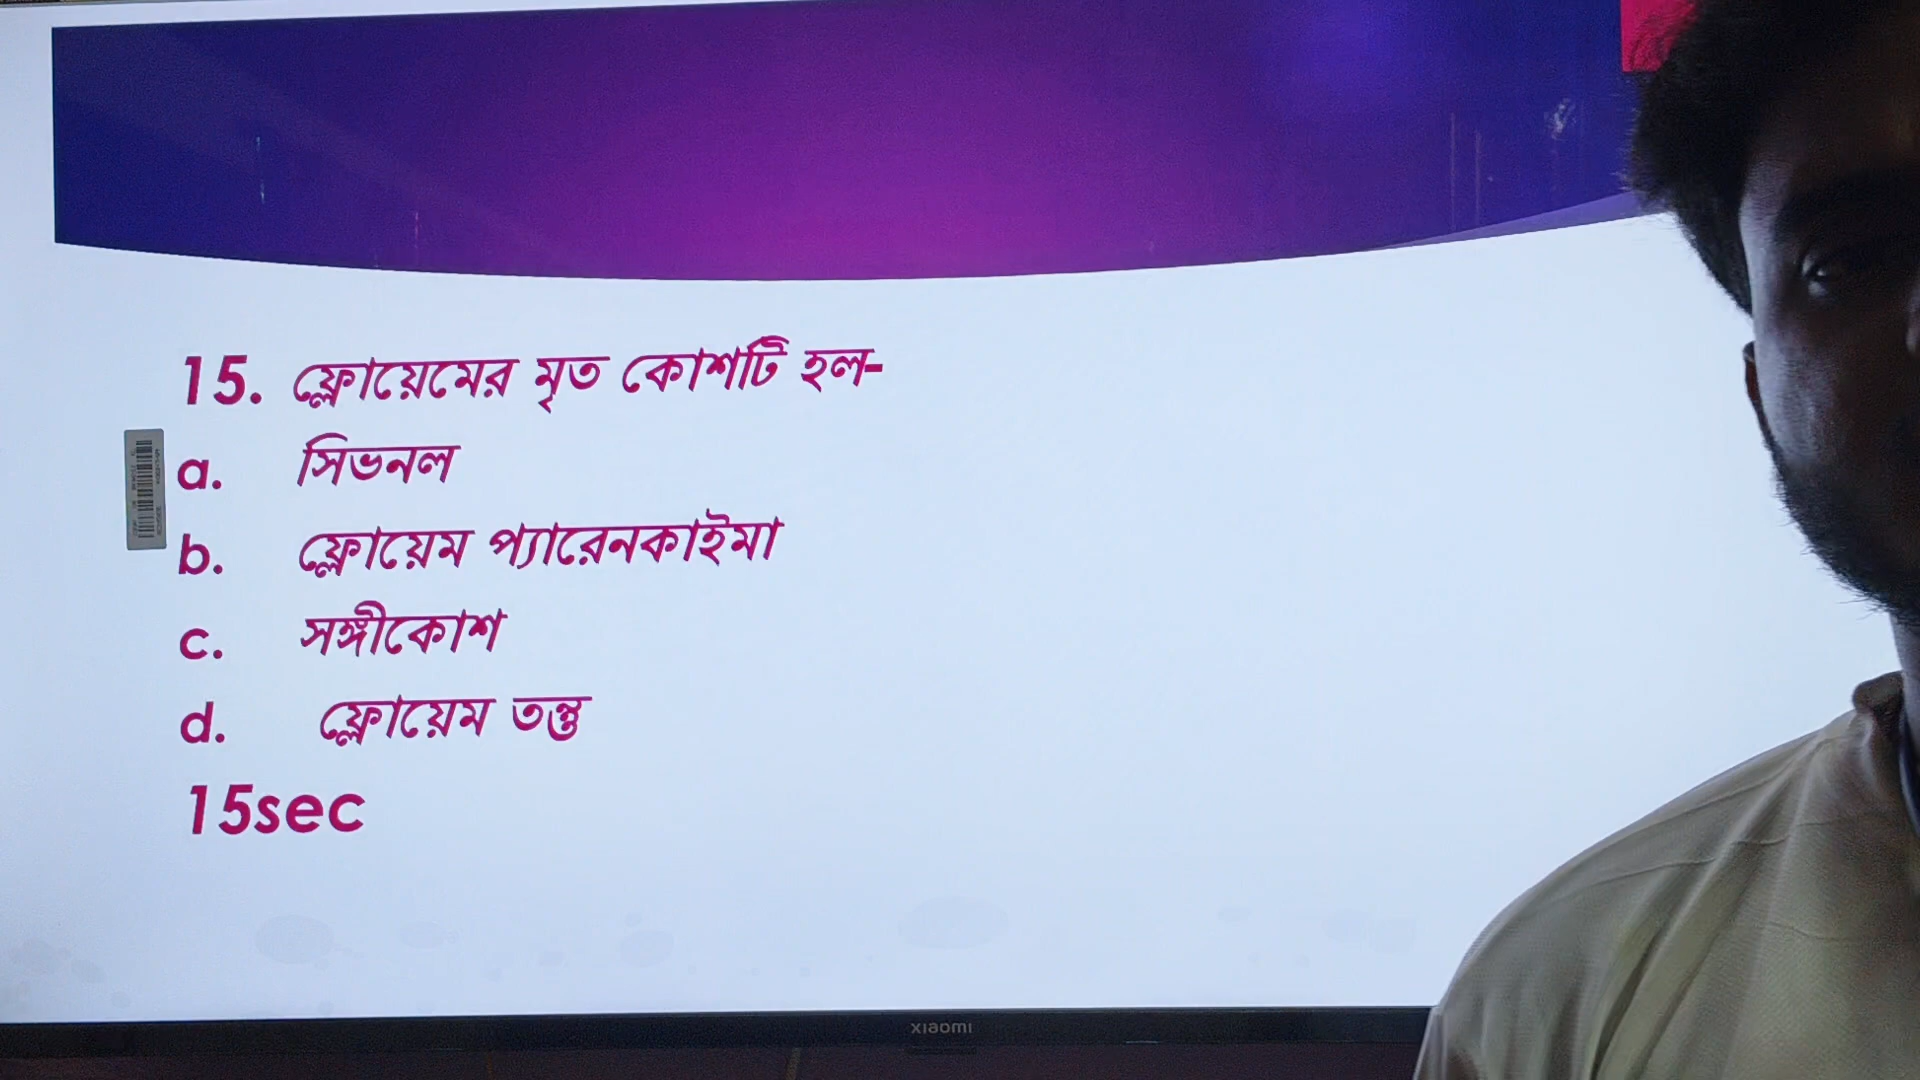 15. ফ্লোয়েমের মৃত কোশটি হল-
a. সিভনল
b. ফ্লোয়েম প্যারেনকাইমা
c. সঙ্গীকোশ
d. ফ্লোয়েম তন্তু
15sec
xiaomi